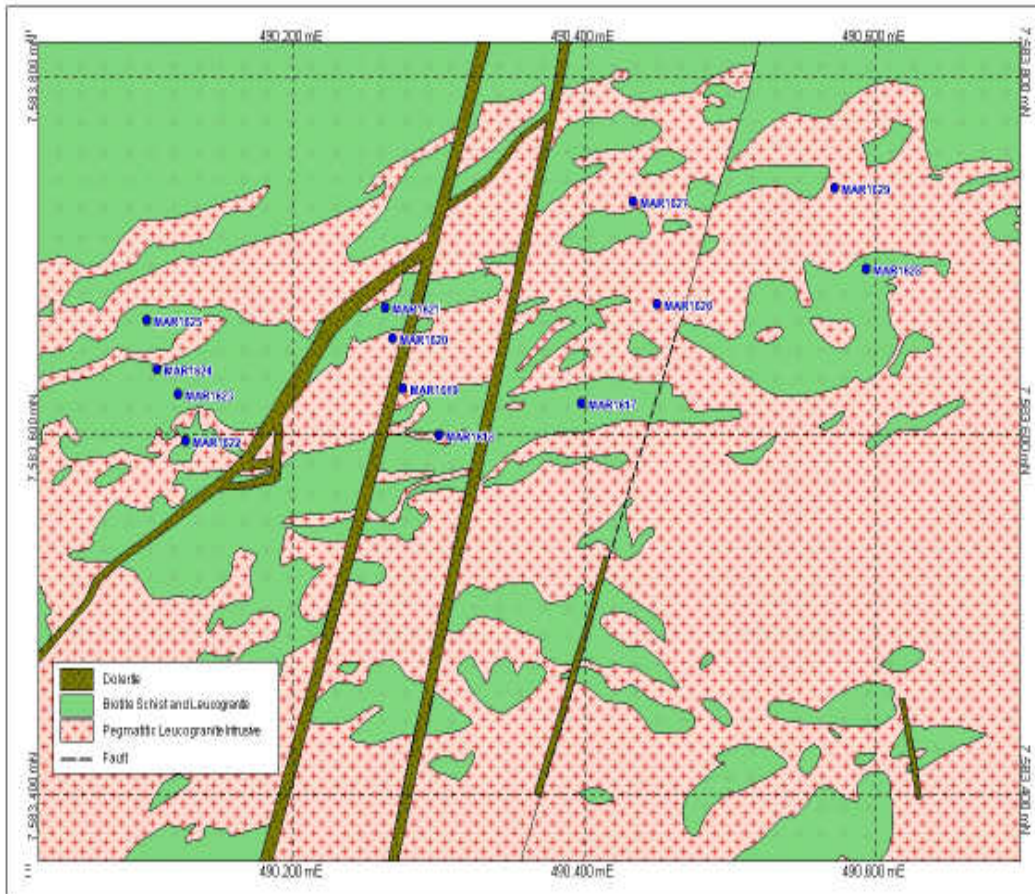 490,200 mE
490,400 mE
490,600 mE
7,583,800 mN
7,583,800 mN
MAR1629
MAR1627
MAR1628
MAR1626
MAR1621
MAR1625
MAR1620
MAR1624
MAR1619
MAR1623
MAR1617
MAR1618
MAR1622
7,583,600 mN
7,583,600 mN
Dolerite
Biotite Schist and Leucogranite
Pegmatitic Leucogranite Intrusive
Fault
7,583,400 mN
7,583,400 mN
490,200 mE
490,400 mE
490,600 mE